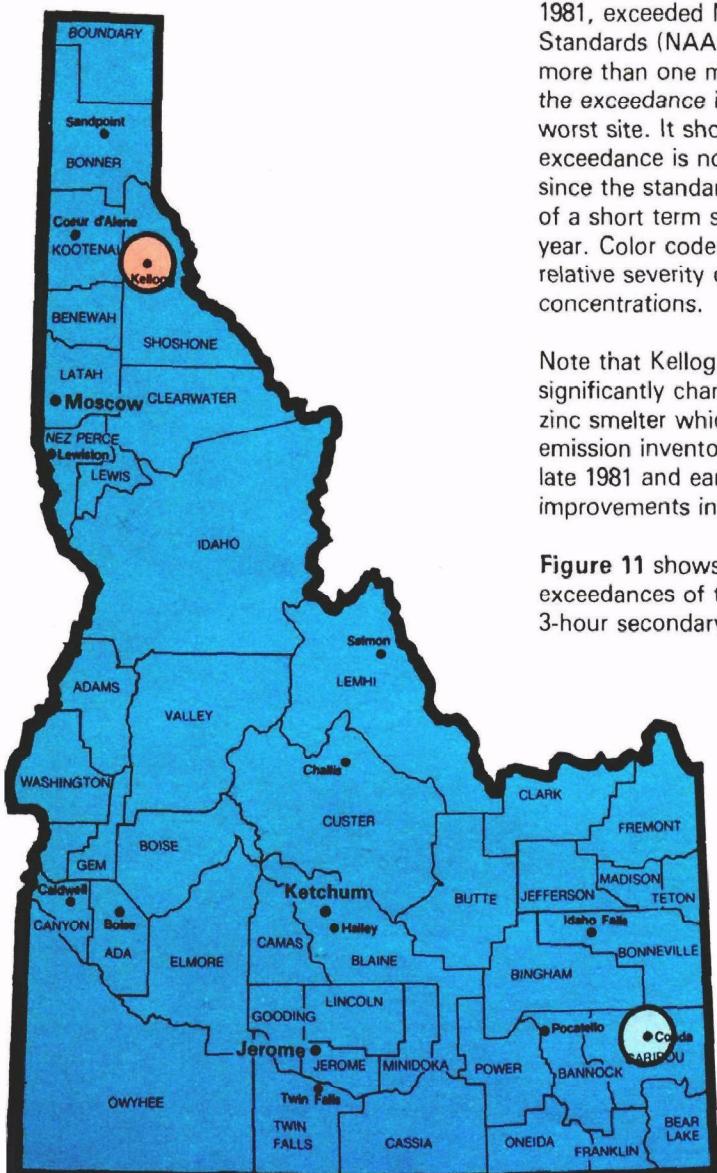 1981, exceeded
Standards (NAA
more than one m
the exceedance i
worst site. It sho
exceedance is no
since the standar
of a short term s
year. Color code
relative severity
concentrations.
Note that Kellog
significantly char
zinc smelter whic
emission invento
late 1981 and ear
improvements in
Figure 11 shows
exceedances of t
3-hour secondary
BOUNDARY
Sandpoint
BONNER
Coeur d'Alene
KOOTENAI
Kellogg
BENEWAH
SHOSHONE
LATAH
Moscow
CLEARWATER
NEZ PERCE
Lewiston
LEWIS
IDAHO
Salmon
LEMHI
ADAMS
VALLEY
WASHINGTON
Challis
CUSTER
CLARK
FREMONT
BOISE
GEM
Caldwell
CANYON
Boise
ADA
ELMORE
Ketchum
Hailey
CAMAS
BLAINE
BUTTE
JEFFERSON
MADISON
TETON
Idaho Falls
BONNEVILLE
BINGHAM
GOODING
LINCOLN
Jerome
JEROME
MINIDOKA
POWER
Pocatello
BANNOCK
Conda
CARIBOU
OWYHEE
Twin Falls
TWIN
FALLS
CASSIA
ONEIDA
FRANKLIN
BEAR
LAKE